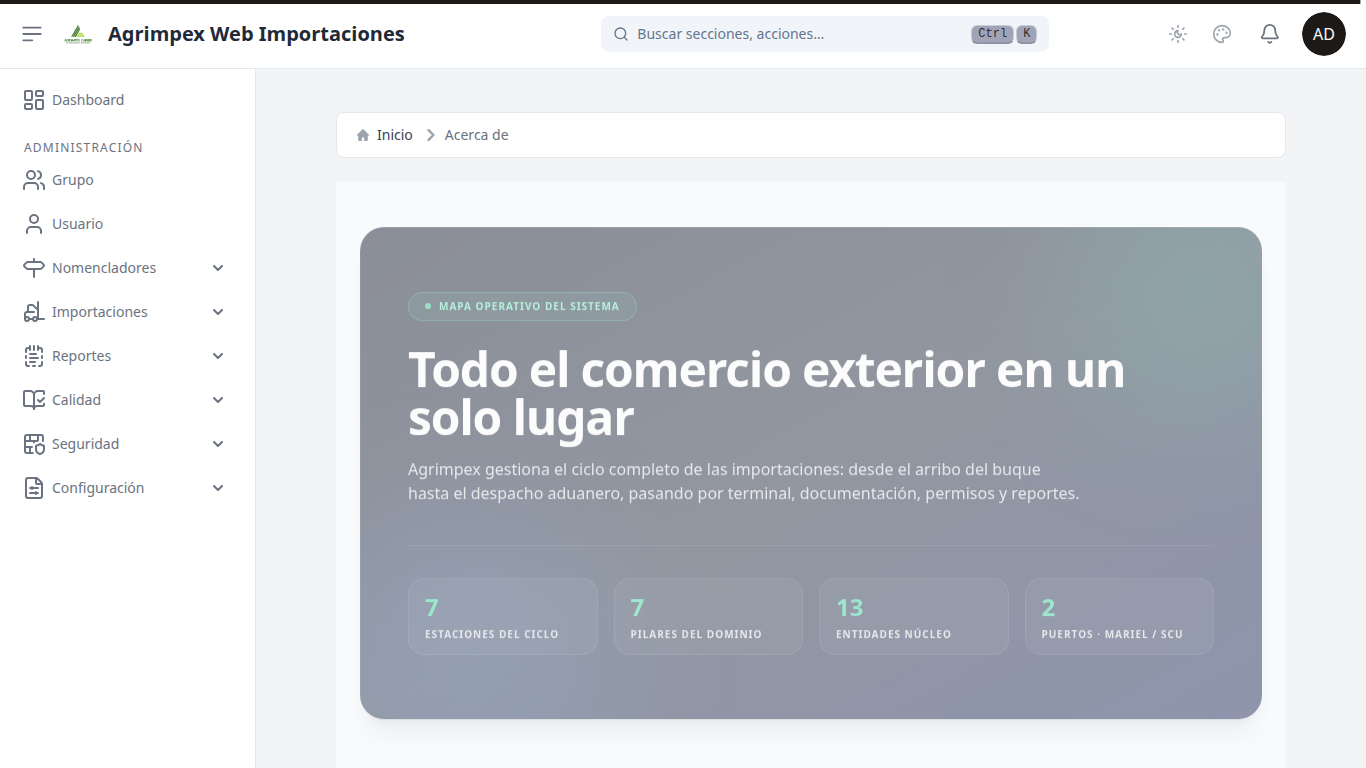 Agrimpex Web Importaciones
Buscar secciones, acciones...
Ctrl K
AD
Dashboard
ADMINISTRACIÓN
Grupo
Usuario
Nomencladores
Importaciones
Reportes
Calidad
Seguridad
Configuración
Inicio
Acerca de
MAPA OPERATIVO DEL SISTEMA
Todo el comercio exterior en un
solo lugar
Agrimpex gestiona el ciclo completo de las importaciones: desde el arribo del buque
hasta el despacho aduanero, pasando por terminal, documentación, permisos y reportes.
7
ESTACIONES DEL CICLO
7
PILARES DEL DOMINIO
13
ENTIDADES NÚCLEO
2
PUERTOS · MARIEL / SCU